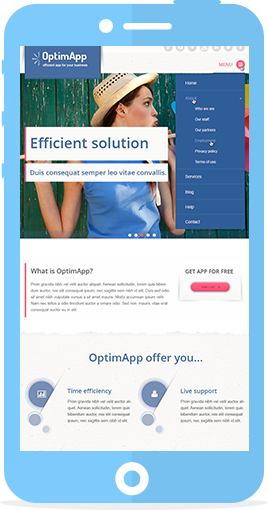 OptimApp
efficient app for your business
MENU
Home
About
Who we are
Our staff
Our partners
Employment
Privacy policy
Terms of use
Services
Blog
Help
Contact
Efficient solution
Duis consequat semper leo vitae convallis.
What is OptimApp?
Proin gravida nibh vel velit auctor aliquet. Aenean
sollicitudin, lorem quis biben-
dum auctor, nisi elit consequat ipsum, nec sagittis sem nibh id elit. Duis sed odio
sit amet nibh vulputate cursus a sit amet mauris. Morbi accumsan ipsum velit.
Nam nec tellus a odio tincidunt auctor a ornare odio. Sed non mauris vitae erat
consequat auctor eu in elit.
GET APP FOR FREE
OptimApp offer you...
Time efficiency
Proin gravida nibh vel velit auctor
aliquet. Aenean sollicitudin, lorem quis
bibendum auctor, nisi elit consequat
ipsum, nec sagittis sem nibh id elit.
Live support
Proin gravida nibh vel velit auctor
aliquet. Aenean sollicitudin, lorem
bibendum auctor, nisi elit consequat
ipsum, nec sagittis sem nibh id elit.